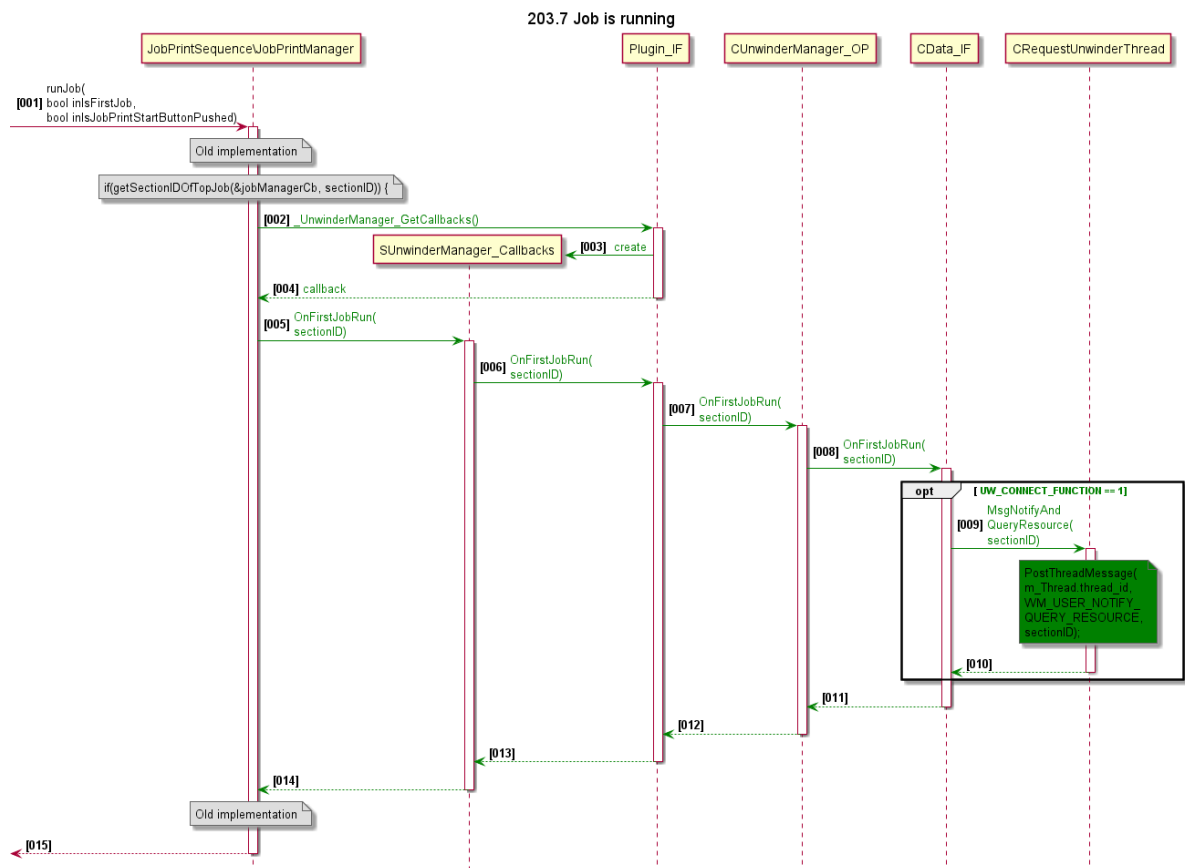 203.7 Job is running
JobPrintSequence\JobPrintManager
Plugin_IF
CUnwinderManager_OP
CData_IF
CRequestUnwinderThread
runJob(
[001] bool inIsFirstJob,
bool inIsJobPrintStartButtonPushed)
Old implementation
if(getSectionIDOfTopJob(&jobManagerCb, sectionID)) {
[002] _UnwinderManager_GetCallbacks()
SUnwinderManager_Callbacks
[003] create
[004] callback
[005] OnFirstJobRun(
sectionID)
[006] OnFirstJobRun(
sectionID)
[007] OnFirstJobRun(
sectionID)
[008] OnFirstJobRun(
sectionID)
opt [ UW_CONNECT_FUNCTION == 1]
MsgNotifyAnd
[009] QueryResource(
sectionID)
PostThreadMessage(
m_Thread.thread_id,
WM_USER_NOTIFY_
QUERY_RESOURCE,
sectionID);
[010]
[011]
[012]
[013]
[014]
Old implementation
[015]